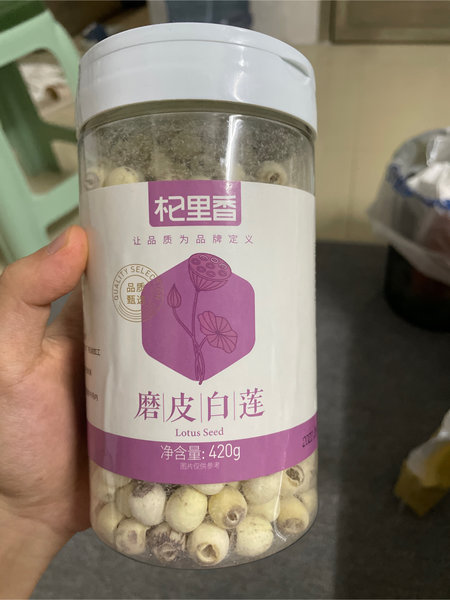 杞里香
让品质为品牌定义
QUALITY SELEC
品质
甄选
磨皮白莲
Lotus Seed
净含量: 420g
图片仅供参考